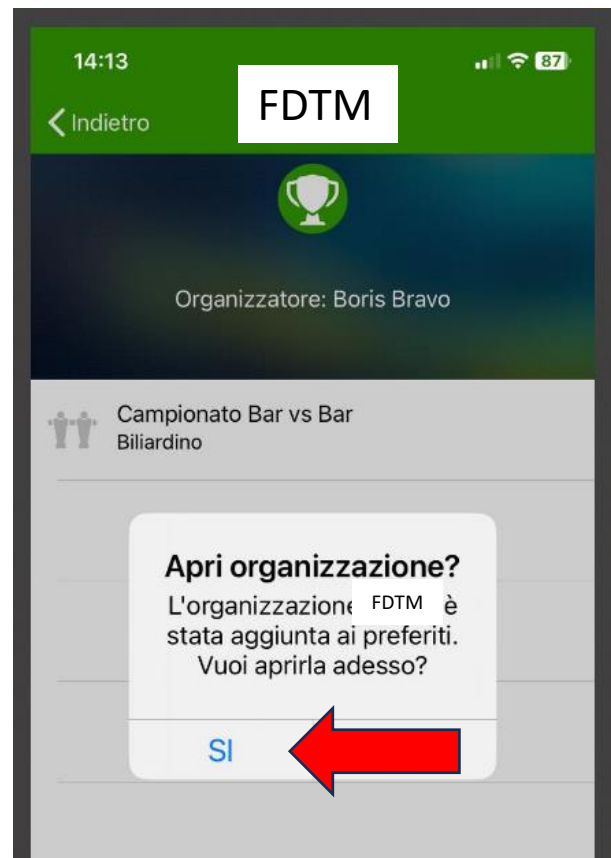 14:13
87
Indietro
FDTM
Organizzatore: Boris Bravo
Campionato Bar vs Bar
Biliardino
Apri organizzazione?
L'organizzazione FDTM è
stata aggiunta ai preferiti.
Vuoi aprirla adesso?
SI